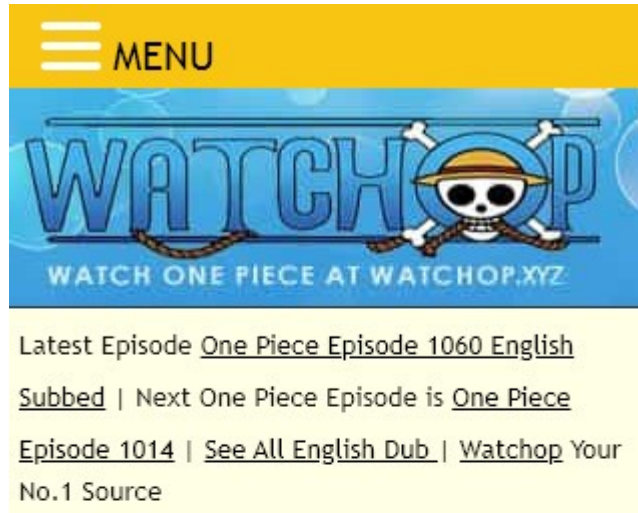 MENU
WATCHOP
WATCH ONE PIECE AT WATCHOP.XYZ
Latest Episode One Piece Episode 1060 English
Subbed | Next One Piece Episode is One Piece
Episode 1014 | See All English Dub | Watchop Your
No.1 Source